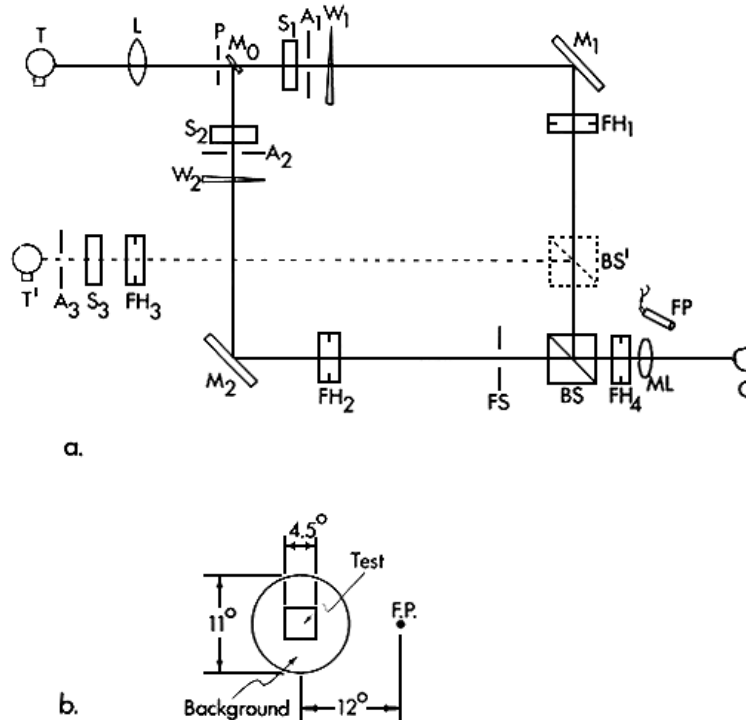 T
L
P
M0
S1
A1
W1
M1
S2
A2
W2
FH1
T'
A3
S3
FH3
BS'
FP
M2
FH2
FS
BS
FH4
ML
a.
4.5°
Test
11°
F.P.
Background
12°
b.